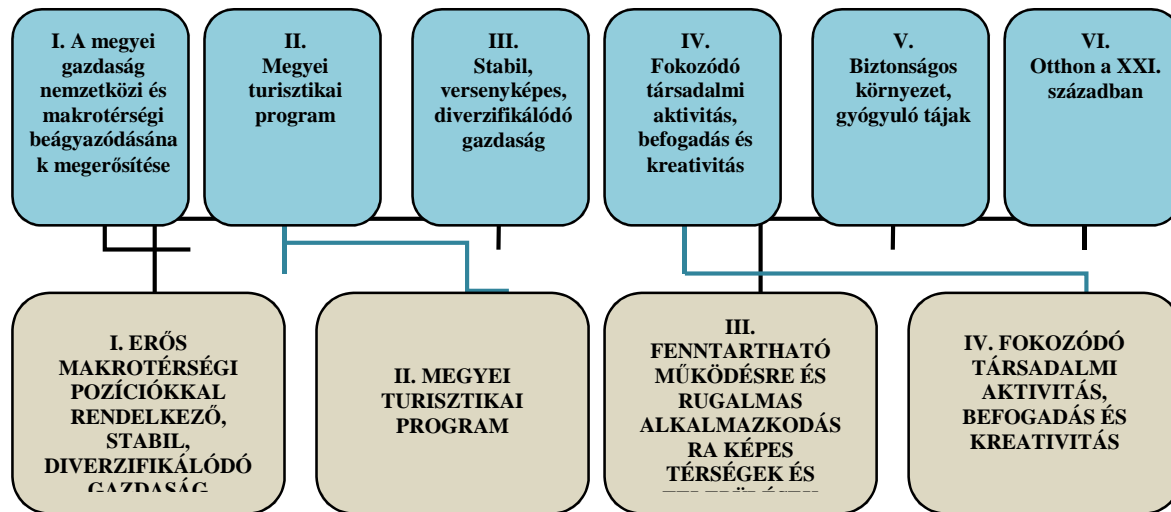 I. A megyei
gazdaság
nemzetközi és
makrotérségi
beágyazódásána
k megerősítése
II.
Megyei
turisztikai
program
III.
Stabil,
versenyképes,
diverzifikálódó
gazdaság
IV.
Fokozódó
társadalmi
aktivitás,
befogadás és
kreativitás
V.
Biztonságos
környezet,
gyógyuló tájak
VI.
Otthon a XXI.
században
I. ERŐS
MAKROTÉRSÉGI
POZÍCIÓKKAL
RENDELKEZŐ,
STABIL,
DIVERZIFIKÁLÓDÓ
GAZDASÁG
II. MEGYEI
TURISZTIKAI
PROGRAM
III.
FENNTARTHATÓ
MŰKÖDÉSRE ÉS
RUGALMAS
ALKALMAZKODÁS
RA KÉPES
TÉRSÉGEK ÉS
IV. FOKOZÓDÓ
TÁRSADALMI
AKTIVITÁS,
BEFOGADÁS ÉS
KREATIVITÁS